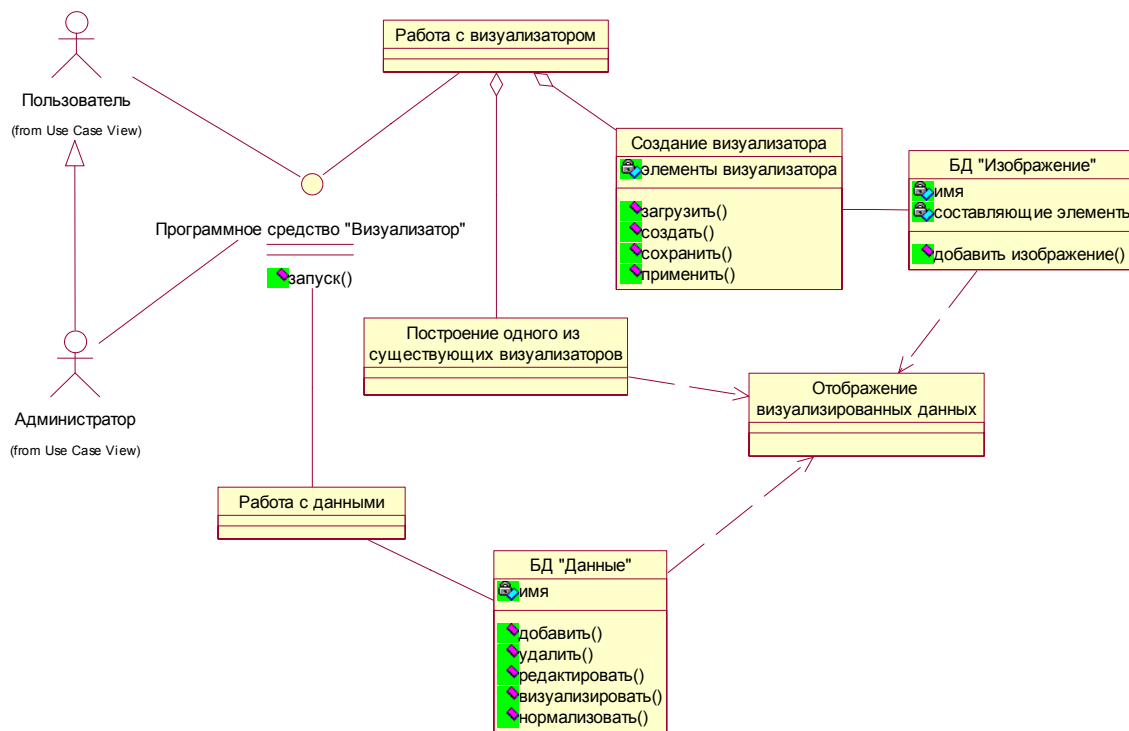 Работа с визуализатором
Пользователь
(from Use Case View)
Создание визуализатора
элементы визуализатора
загрузить()
создать()
сохранить()
применить()
БД "Изображение"
имя
составляющие элементы
добавить изображение()
Программное средство "Визуализатор"
запуск()
Построение одного из
существующих визуализаторов
Администратор
(from Use Case View)
Отображение
визуализированных данных
Работа с данными
БД "Данные"
имя
добавить()
удалить()
редактировать()
визуализировать()
нормализовать()